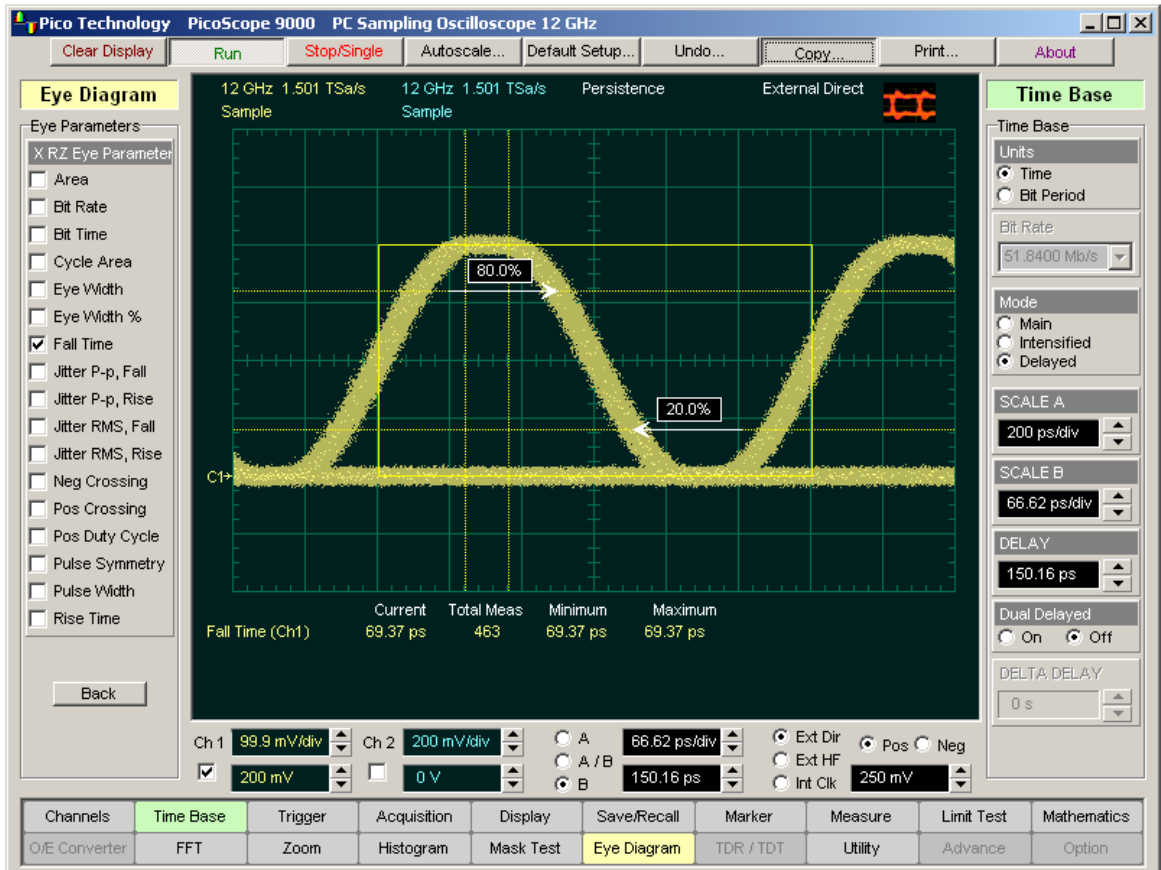 Pico Technology PicoScope 9000 PC Sampling Oscilloscope 12 GHz
Clear Display Run Stop/Single Autoscale... Default Setup... Undo... Copy... Print... About
Eye Diagram
Eye Parameters
X RZ Eye Parameter
Area
Bit Rate
Bit Time
Cycle Area
Eye Width
Eye Width %
Fall Time
Jitter P-p, Fall
Jitter P-p, Rise
Jitter RMS, Fall
Jitter RMS, Rise
Neg Crossing
Pos Crossing
Pos Duty Cycle
Pulse Symmetry
Pulse Width
Rise Time
Back
12 GHz 1.501 TSa/s 12 GHz 1.501 TSa/s Persistence External Direct
Sample Sample
80.0%
20.0%
C1
Current Total Meas Minimum Maximum
Fall Time (Ch1) 69.37 ps 463 69.37 ps 69.37 ps
Time Base
Time Base
Units
Time
Bit Period
Bit Rate
51.8400 Mb/s
Mode
Main
Intensified
Delayed
SCALE A
200 ps/div
SCALE B
66.62 ps/div
DELAY
150.16 ps
Dual Delayed
On Off
DELTA DELAY
0 s
Ch 1 99.9 mV/div Ch 2 200 mV/div A 66.62 ps/div Ext Dir Pos Neg
A / B Ext HF
200 mV 0 V B 150.16 ps Int Clk 250 mV
Channels Time Base Trigger Acquisition Display Save/Recall Marker Measure Limit Test Mathematics
O/E Converter FFT Zoom Histogram Mask Test Eye Diagram TDR / TDT Utility Advance Option